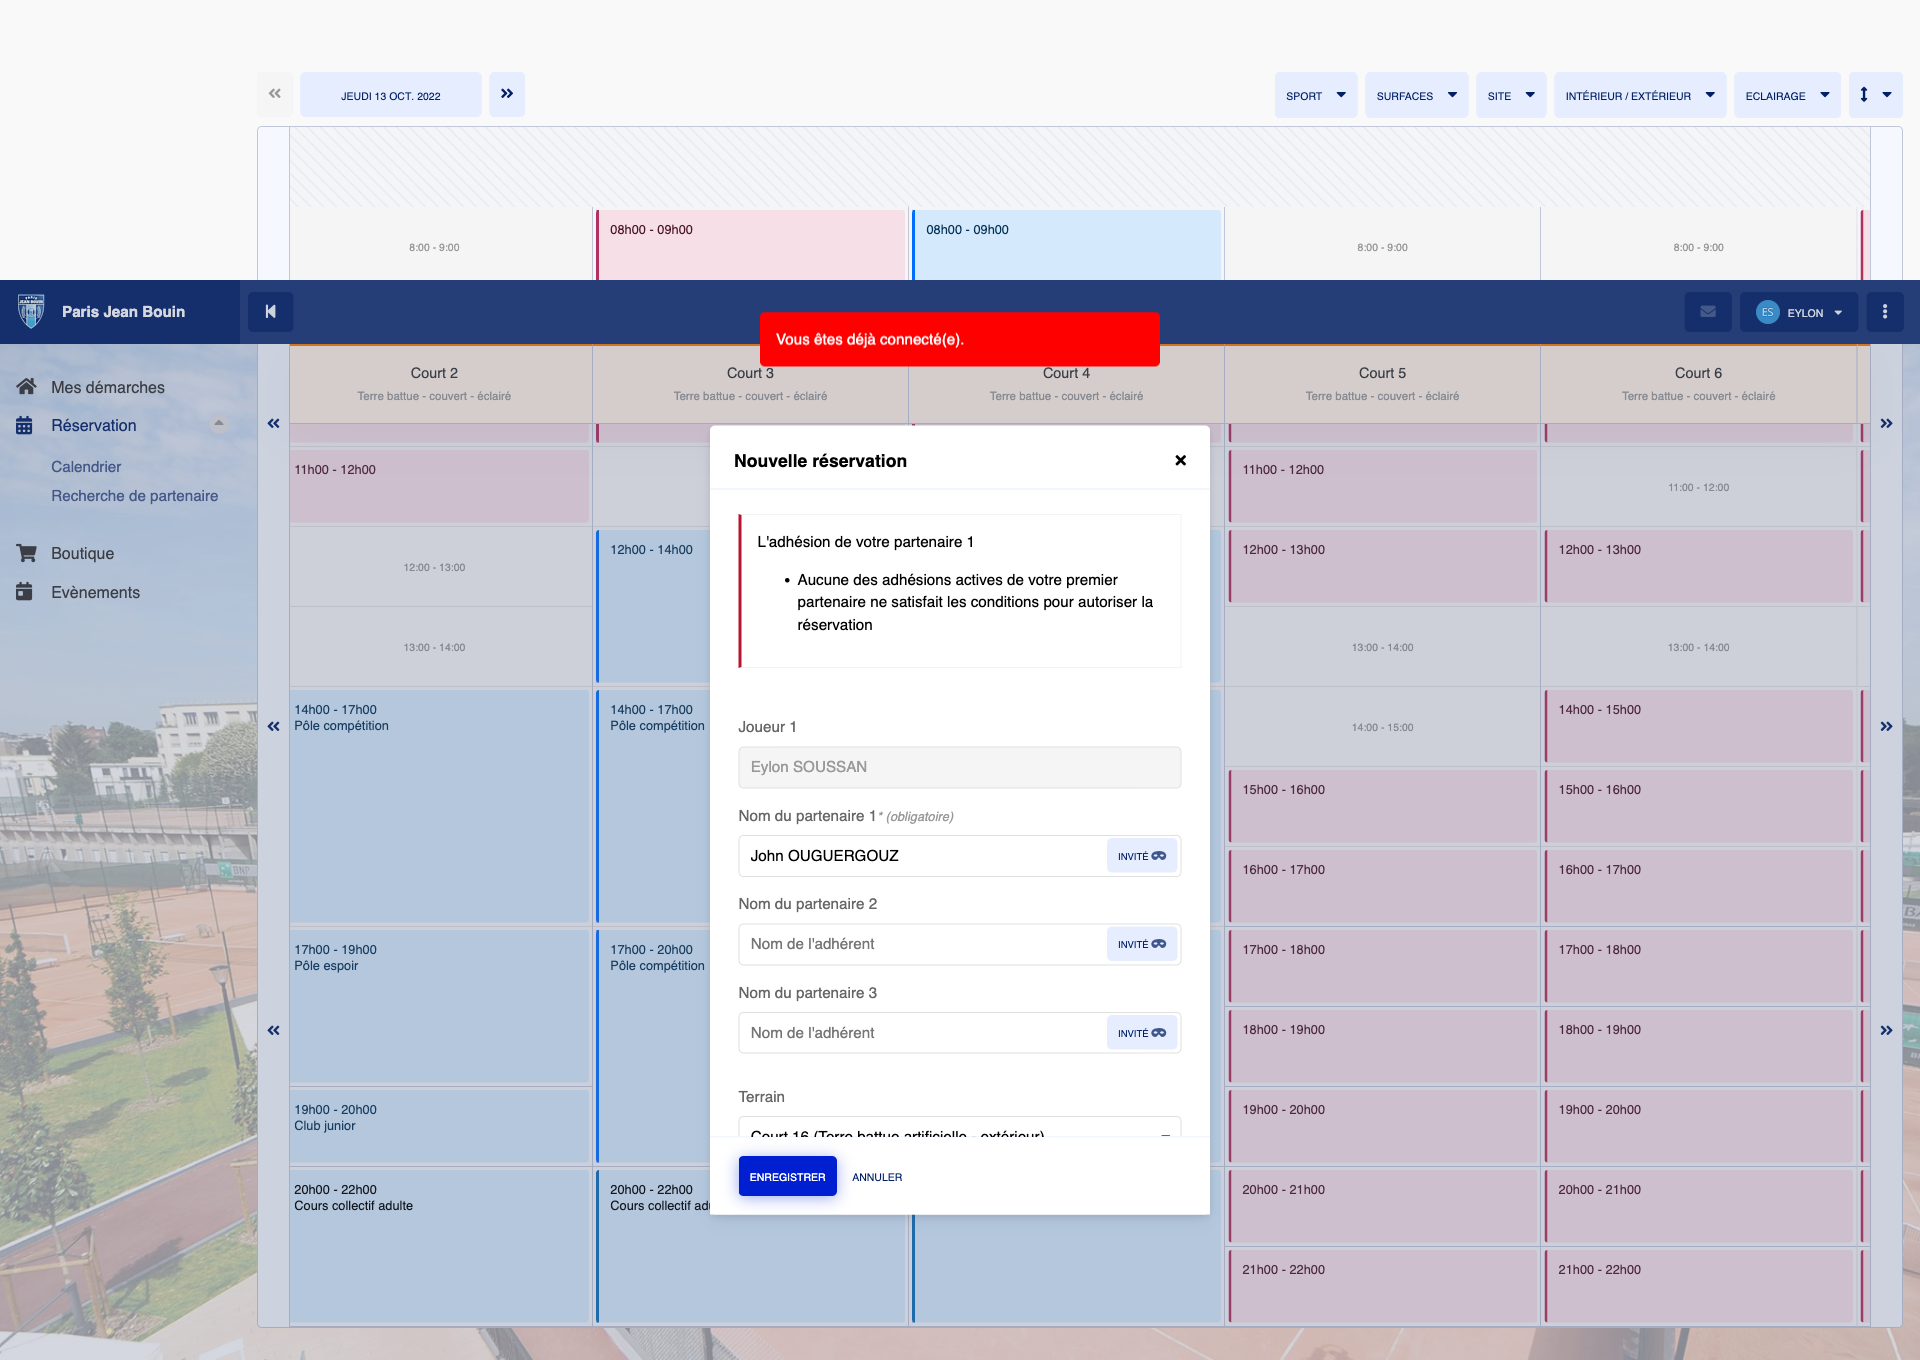 JEUDI 13 OCT. 2022
SPORT
SURFACES
SITE
INTÉRIEUR / EXTÉRIEUR
ECLAIRAGE
8:00 - 9:00
08h00 - 09h00
08h00 - 09h00
8:00 - 9:00
8:00 - 9:00
Paris Jean Bouin
ES EYLON
Vous êtes déjà connecté(e).
Mes démarches
Réservation
Calendrier
Recherche de partenaire
Boutique
Evènements
Court 2
Terre battue - couvert - éclairé
Court 3
Terre battue - couvert - éclairé
Court 4
Terre battue - couvert - éclairé
Court 5
Terre battue - couvert - éclairé
Court 6
Terre battue - couvert - éclairé
11h00 - 12h00
12:00 - 13:00
13:00 - 14:00
14h00 - 17h00
Pôle compétition
17h00 - 19h00
Pôle espoir
19h00 - 20h00
Club junior
20h00 - 22h00
Cours collectif adulte
12h00 - 14h00
14h00 - 17h00
Pôle compétition
17h00 - 20h00
Pôle compétition
20h00 - 22h00
Cours collectif adu
Nouvelle réservation
L'adhésion de votre partenaire 1
• Aucune des adhésions actives de votre premier
partenaire ne satisfait les conditions pour autoriser la
réservation
Joueur 1
Eylon SOUSSAN
Nom du partenaire 1* (obligatoire)
John OUGUERGOUZ
INVITÉ
Nom du partenaire 2
Nom de l'adhérent
INVITÉ
Nom du partenaire 3
Nom de l'adhérent
INVITÉ
Terrain
Court 16 (Terre battue artificielle - extérieur)
ENREGISTRER
ANNULER
11h00 - 12h00
12h00 - 13h00
13:00 - 14:00
14:00 - 15:00
15h00 - 16h00
16h00 - 17h00
17h00 - 18h00
18h00 - 19h00
19h00 - 20h00
20h00 - 21h00
21h00 - 22h00
11:00 - 12:00
12h00 - 13h00
13:00 - 14:00
14h00 - 15h00
15h00 - 16h00
16h00 - 17h00
17h00 - 18h00
18h00 - 19h00
19h00 - 20h00
20h00 - 21h00
21h00 - 22h00